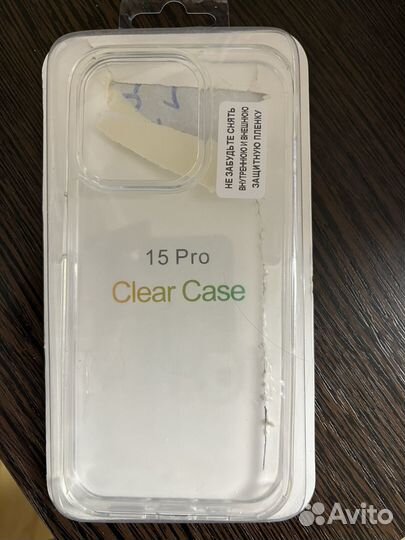 НЕ ЗАБУДЬТЕ СНЯТЬ
ВНУТРЕННЮЮ И ВНЕШНЮЮ
ЗАЩИТНУЮ ПЛЕНКУ
15 Pro
Clear Case
Avito